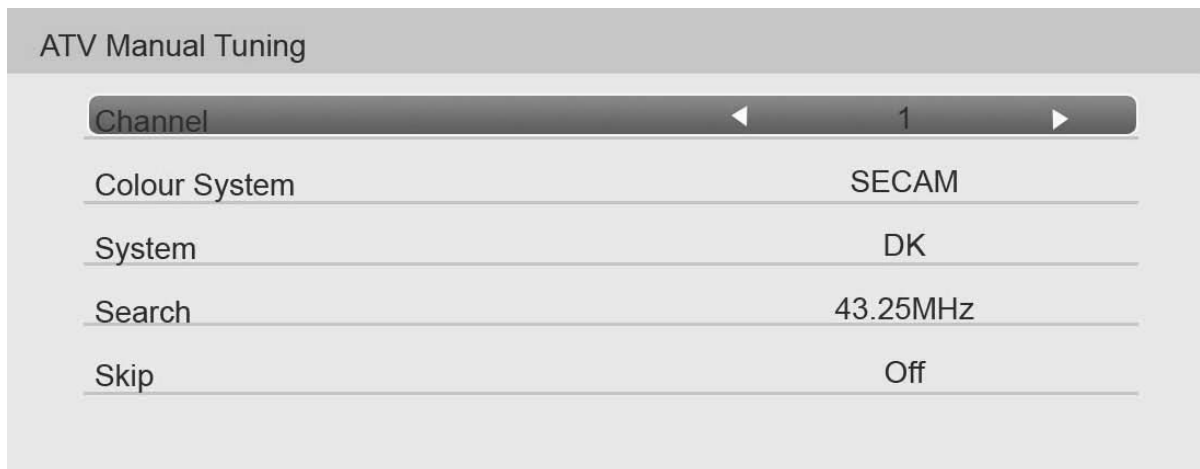 ATV Manual Tuning
Channel 1
Colour System SECAM
System DK
Search 43.25MHz
Skip Off